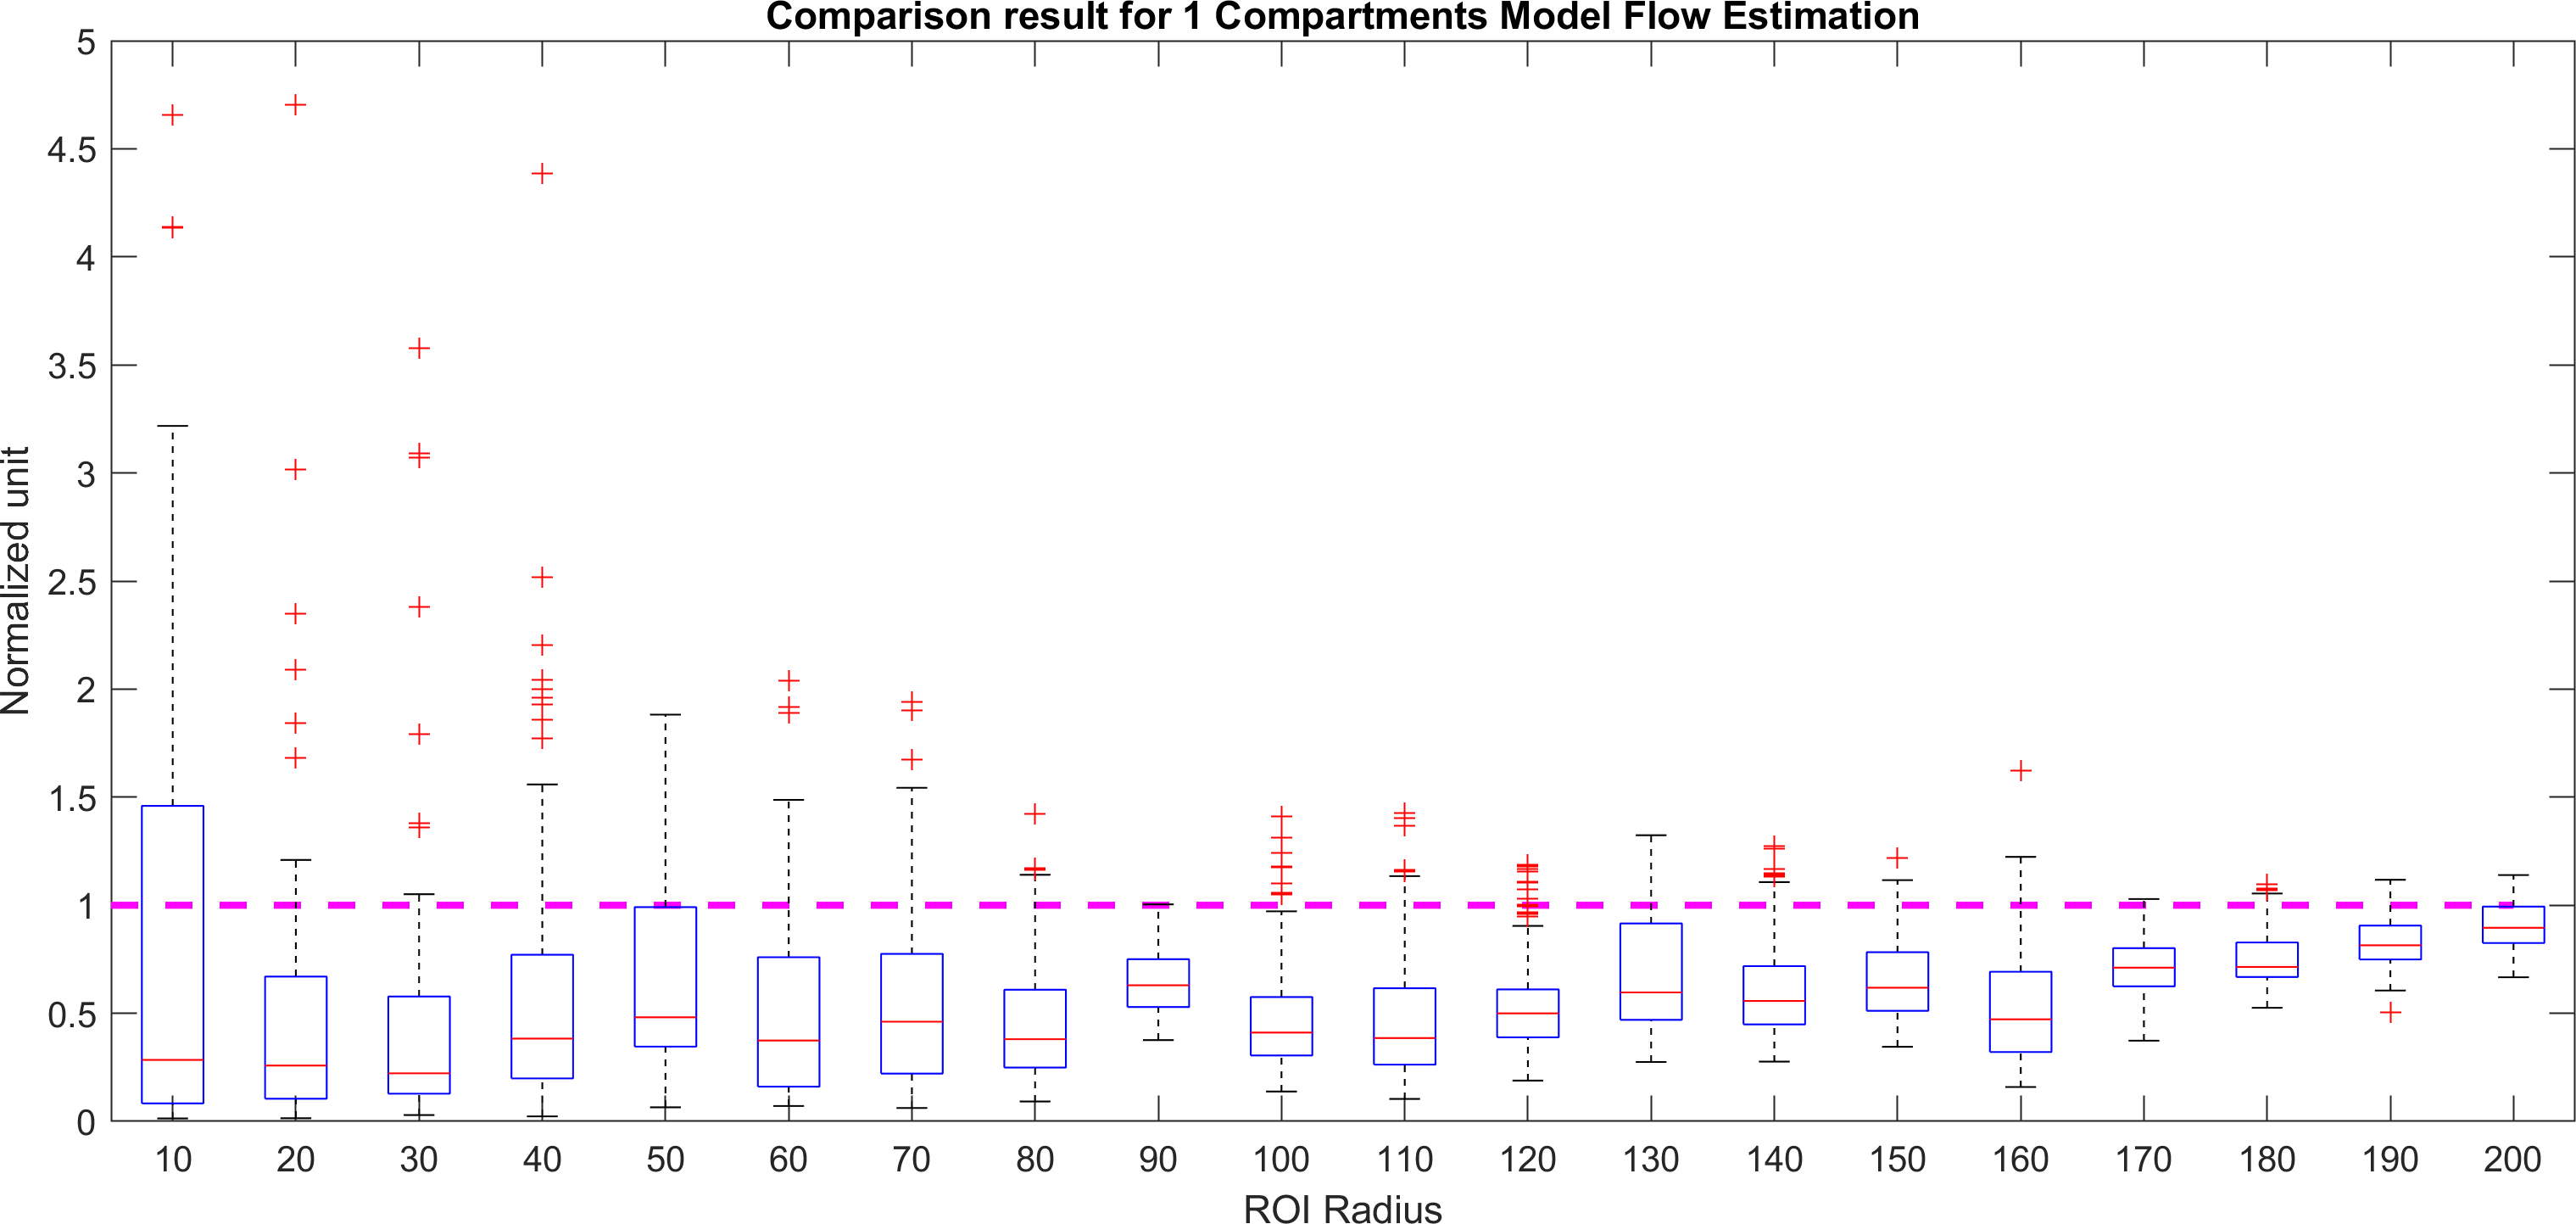 Comparison result for 1 Compartments Model Flow Estimation
5
4.5
4
3.5
3
2.5
2
1.5
1
0.5
0
Normalized unit
10 20 30 40 50 60 70 80 90 100 110 120 130 140 150 160 170 180 190 200
ROI Radius